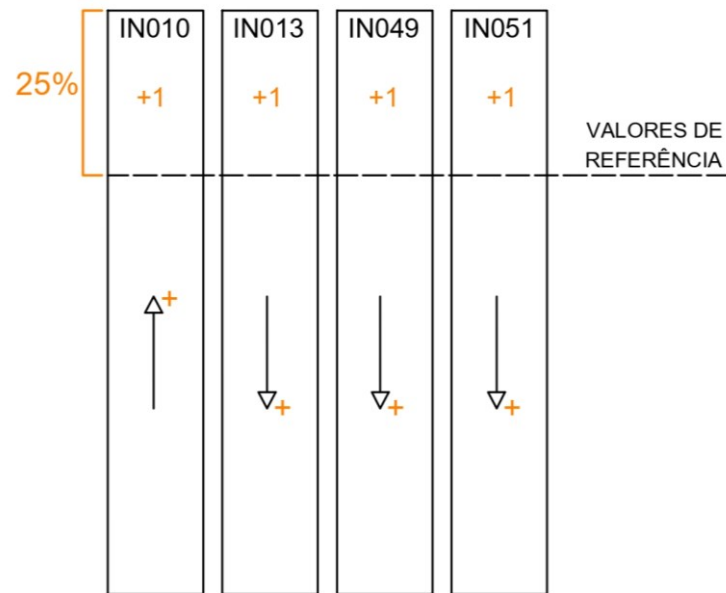 IN010 IN013 IN049 IN051
25%
+1 +1 +1 +1
VALORES DE
REFERÊNCIA
+
+ + +